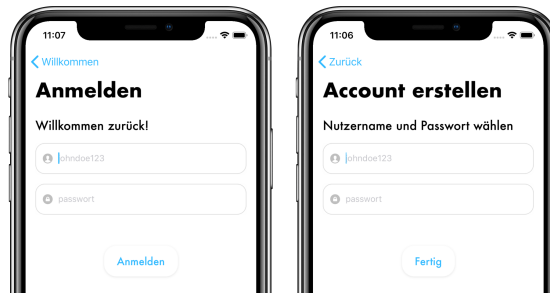 11:07
Willkommen
Anmelden
Willkommen zurück!
johndoe123
passwort
Anmelden
11:06
Zurück
Account erstellen
Nutzername und Passwort wählen
johndoe123
passwort
Fertig